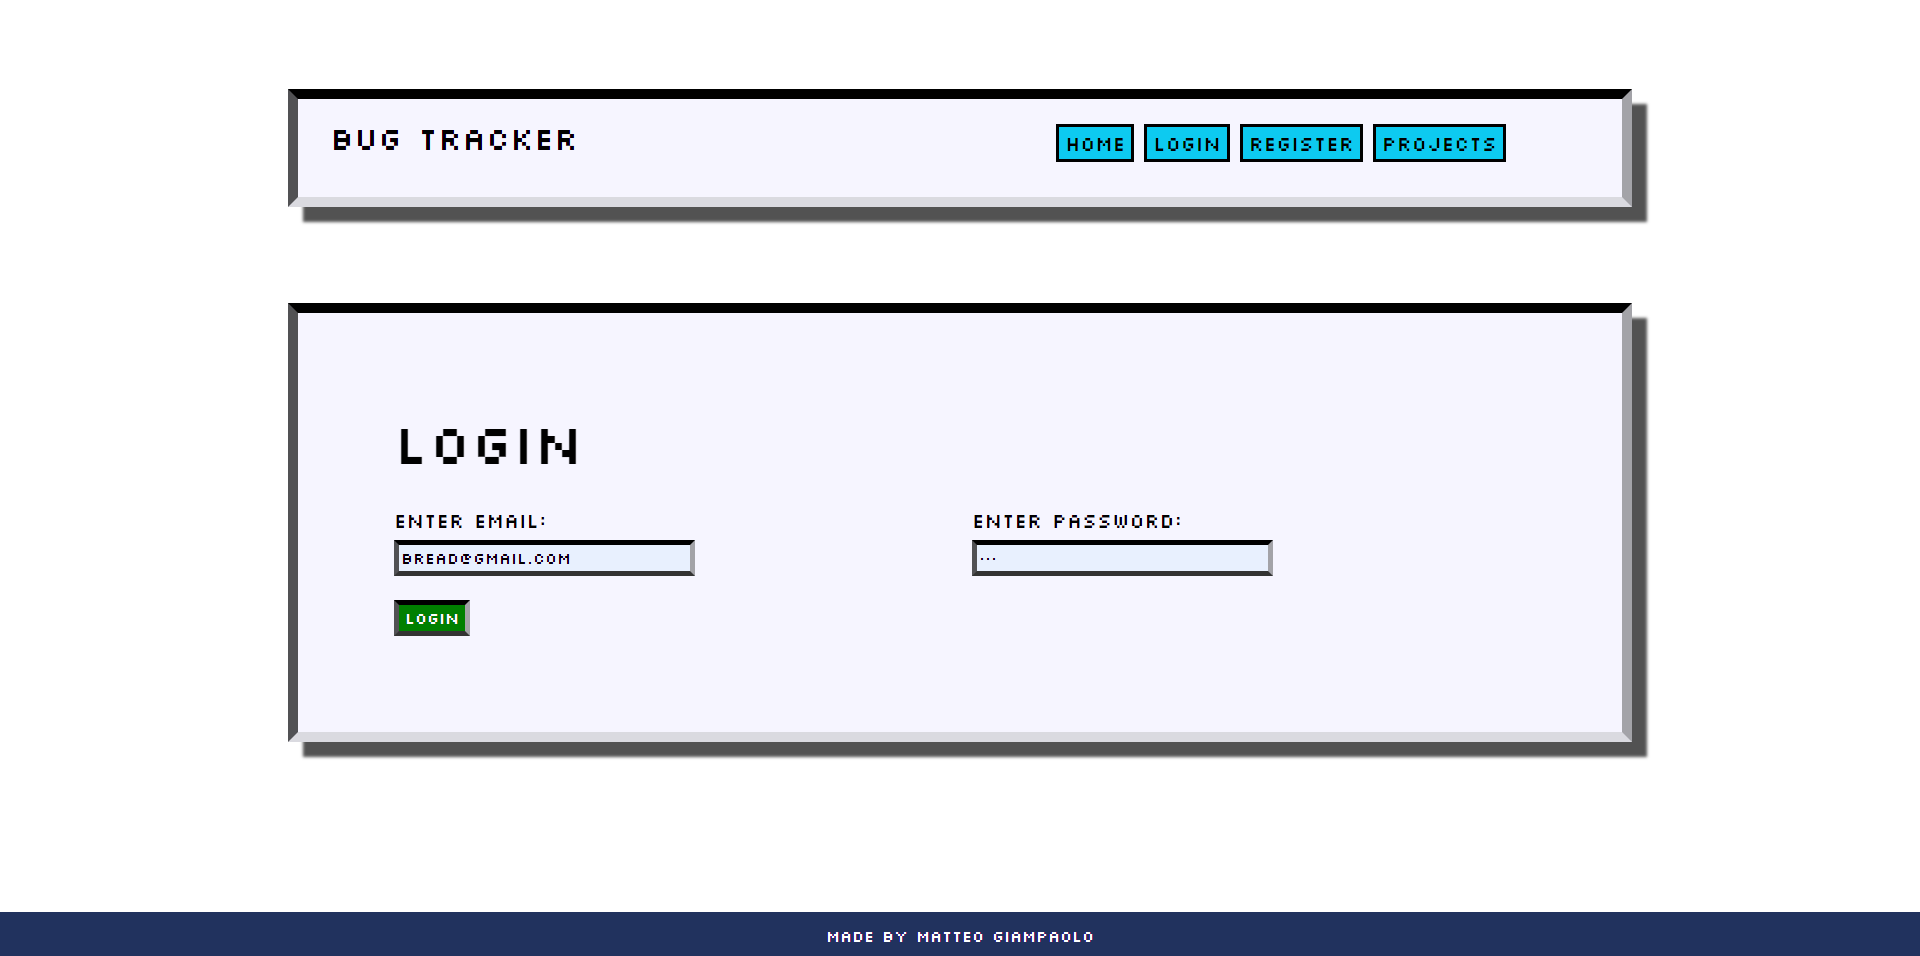 BUG TRACKER
HOME LOGIN REGISTER PROJECTS
LOGIN
ENTER EMAIL: ENTER PASSWORD:
BREAD@GMAIL.COM ...
LOGIN
MADE BY MATTEO GIAMPAOLO